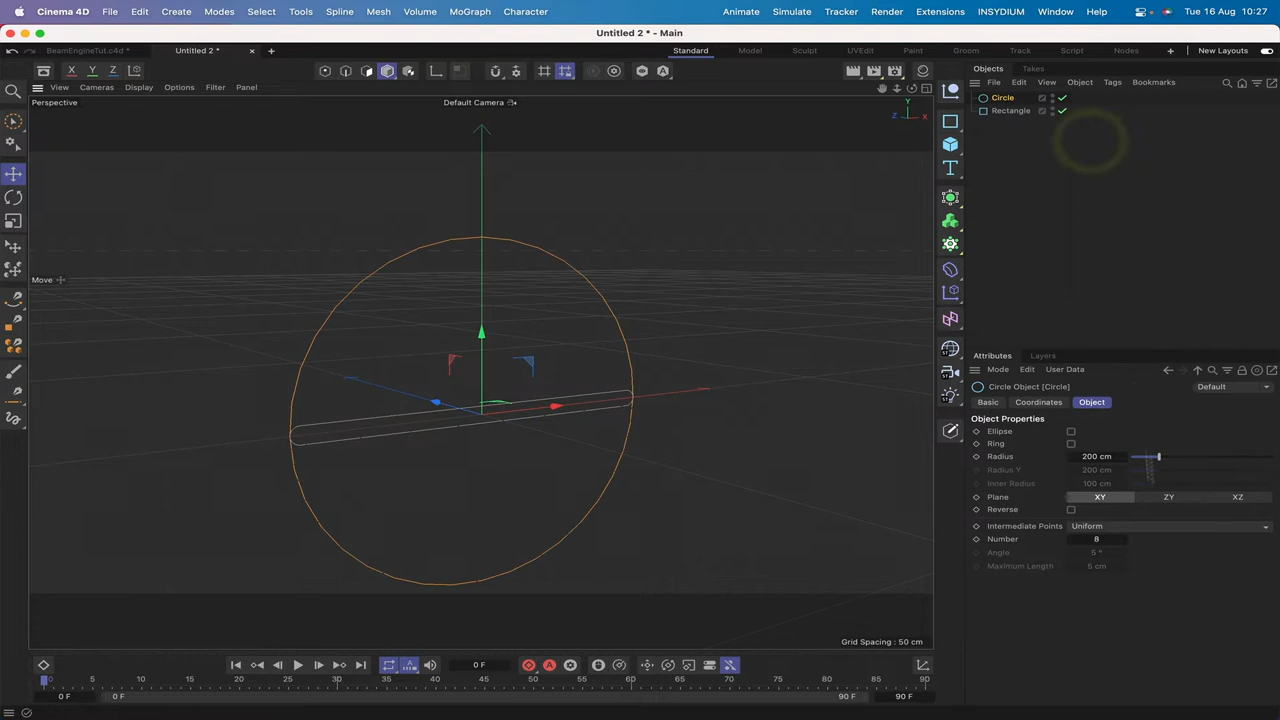 Cinema 4D File Edit Create Modes Select Tools Spline Mesh Volume MoGraph Character Animate Simulate Tracker Render Extensions INSYDIUM Window Help Tue 16 Aug 10:27
Untitled 2 * - Main
BeamEngineTut.c4d * Untitled 2 * Standard Model Sculpt UVEdit Paint Groom Track Script Nodes New Layouts
X Y Z
Objects Takes
View Cameras Display Options Filter Panel
File Edit View Object Tags Bookmarks
Perspective Default Camera
Circle
Rectangle
Y
Z X
Move
Attributes Layers
Mode Edit User Data
Circle Object [Circle] Default
Basic Coordinates Object
Object Properties
Ellipse
Ring
Radius 200 cm
Radius Y 200 cm
Inner Radius 100 cm
Plane XY ZY XZ
Reverse
Intermediate Points Uniform
Number 8
Angle 5 °
Maximum Length 5 cm
Grid Spacing : 50 cm
0 F
0 5 10 15 20 25 30 35 40 45 50 55 60 65 70 75 80 85 90
0 F 0 F 90 F 90 F